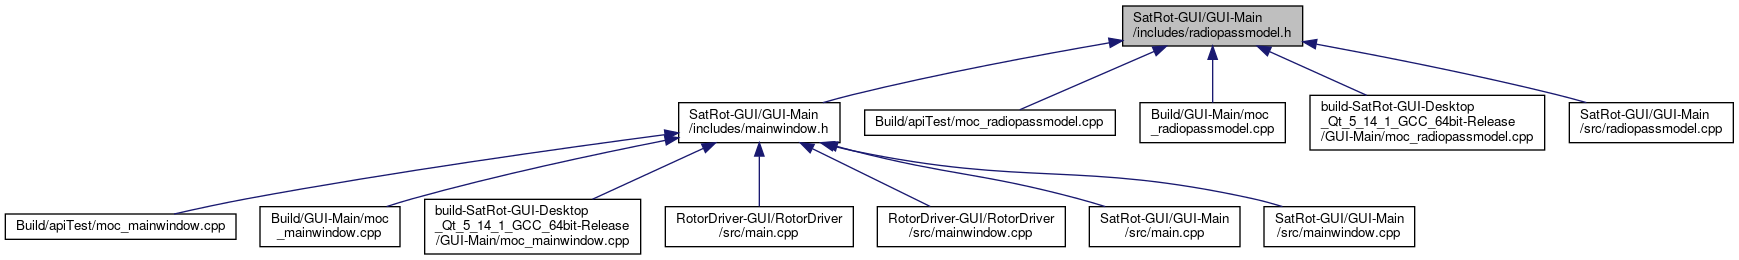 SatRot-GUI/GUI-Main
/includes/radiopassmodel.h
SatRot-GUI/GUI-Main
/includes/mainwindow.h
Build/apiTest/moc_radiopassmodel.cpp
Build/GUI-Main/moc
_radiopassmodel.cpp
build-SatRot-GUI-Desktop
_Qt_5_14_1_GCC_64bit-Release
/GUI-Main/moc_radiopassmodel.cpp
SatRot-GUI/GUI-Main
/src/radiopassmodel.cpp
Build/apiTest/moc_mainwindow.cpp
Build/GUI-Main/moc
_mainwindow.cpp
build-SatRot-GUI-Desktop
_Qt_5_14_1_GCC_64bit-Release
/GUI-Main/moc_mainwindow.cpp
RotorDriver-GUI/RotorDriver
/src/main.cpp
RotorDriver-GUI/RotorDriver
/src/mainwindow.cpp
SatRot-GUI/GUI-Main
/src/main.cpp
SatRot-GUI/GUI-Main
/src/mainwindow.cpp